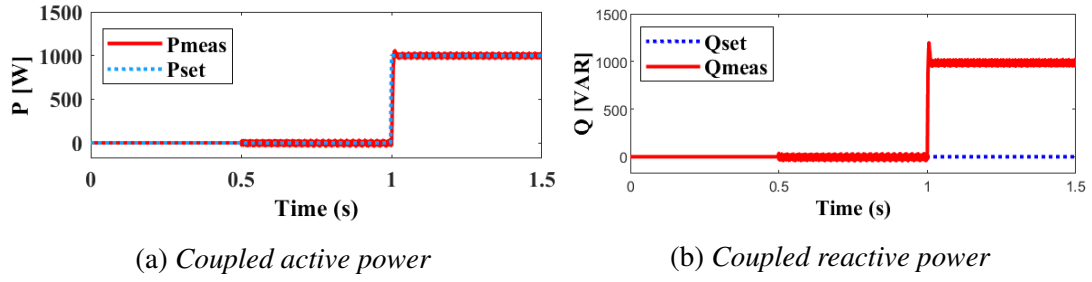 1500
1000
500
0
P [W]
Pmeas
Pset
0
0.5
1
1.5
Time (s)
(a) Coupled active power
1500
1000
500
0
Q [VAR]
Qset
Qmeas
0
0.5
1
1.5
Time (s)
(b) Coupled reactive power